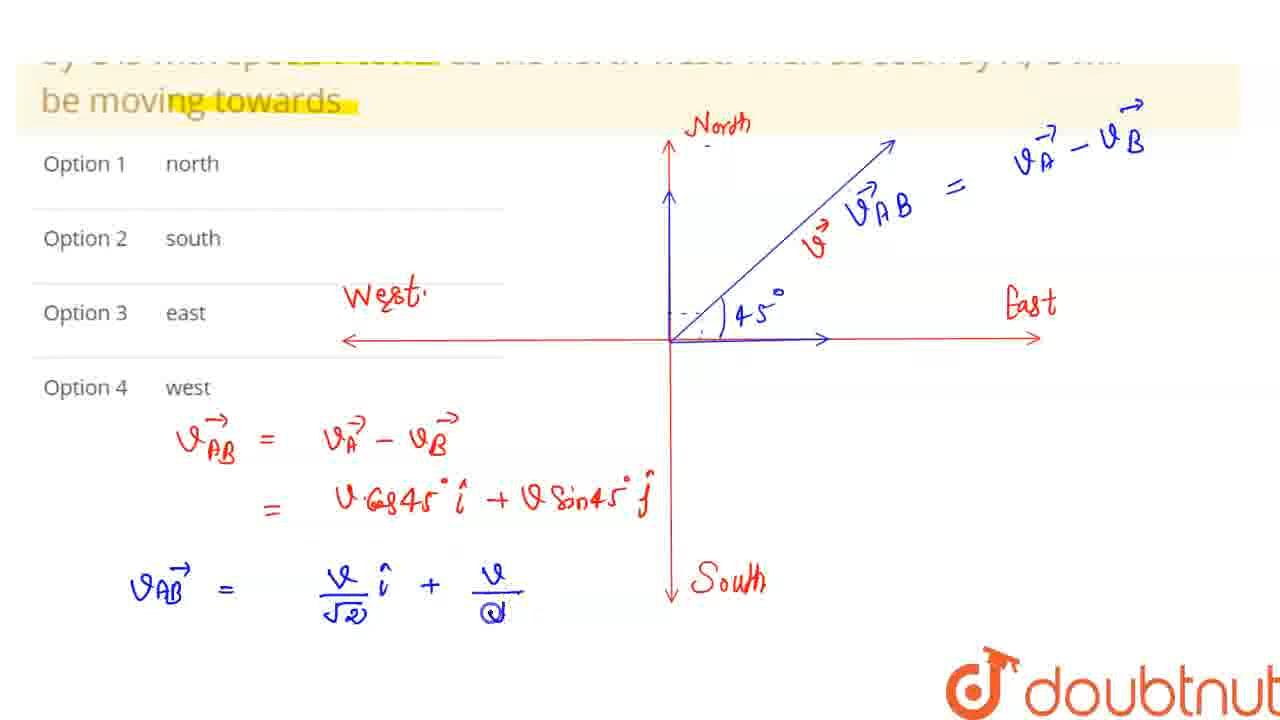 be moving towards
Option 1 north
Option 2 south
Option 3 east
Option 4 west
North
West.
East
South
45°
v⃗
v⃗AB = v⃗A − v⃗B
v⃗AB = v⃗A − v⃗B
= v cos45° î + v sin45° ĵ
v⃗AB = v/√2 î + v/
doubtnut